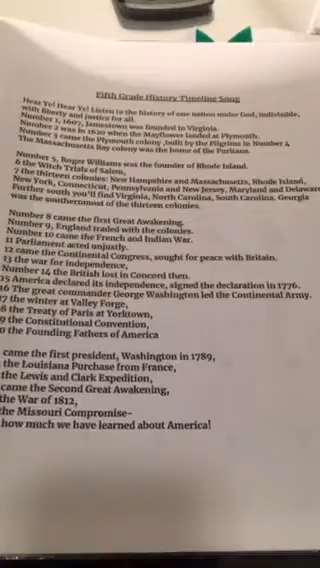 Fifth Grade History Timeline Song
Hear Ye! Hear Ye! Listen to the history of one nation under God, indivisible,
with liberty and justice for all.
Number 1, 1607, Jamestown was founded in Virginia.
Number 2 was in 1620 when the Mayflower landed at Plymouth.
Number 3 came the Plymouth colony ,built by the Pilgrims in Number 4
The Massachusetts Bay colony was the home of the Puritans.
Number 5, Roger Williams was the founder of Rhode Island.
6 the Witch Trials of Salem,
7 the thirteen colonies: New Hampshire and Massachusetts, Rhode Island,
New York, Connecticut, Pennsylvania and New Jersey, Maryland and Delaware
Further south you'll find Virginia, North Carolina, South Carolina. Georgia
was the southernmost of the thirteen colonies.
Number 8 came the first Great Awakening.
Number 9, England traded with the colonies.
Number 10 came the French and Indian War.
11 Parliament acted unjustly.
12 came the Continental Congress, sought for peace with Britain.
13 the war for independence,
Number 14 the British lost in Concord then.
15 America declared its independence, signed the declaration in 1776.
16 The great commander George Washington led the Continental Army.
17 the winter at Valley Forge,
8 the Treaty of Paris at Yorktown,
9 the Constitutional Convention,
0 the Founding Fathers of America
came the first president, Washington in 1789,
the Louisiana Purchase from France,
the Lewis and Clark Expedition,
came the Second Great Awakening,
the War of 1812,
the Missouri Compromise-
how much we have learned about America!